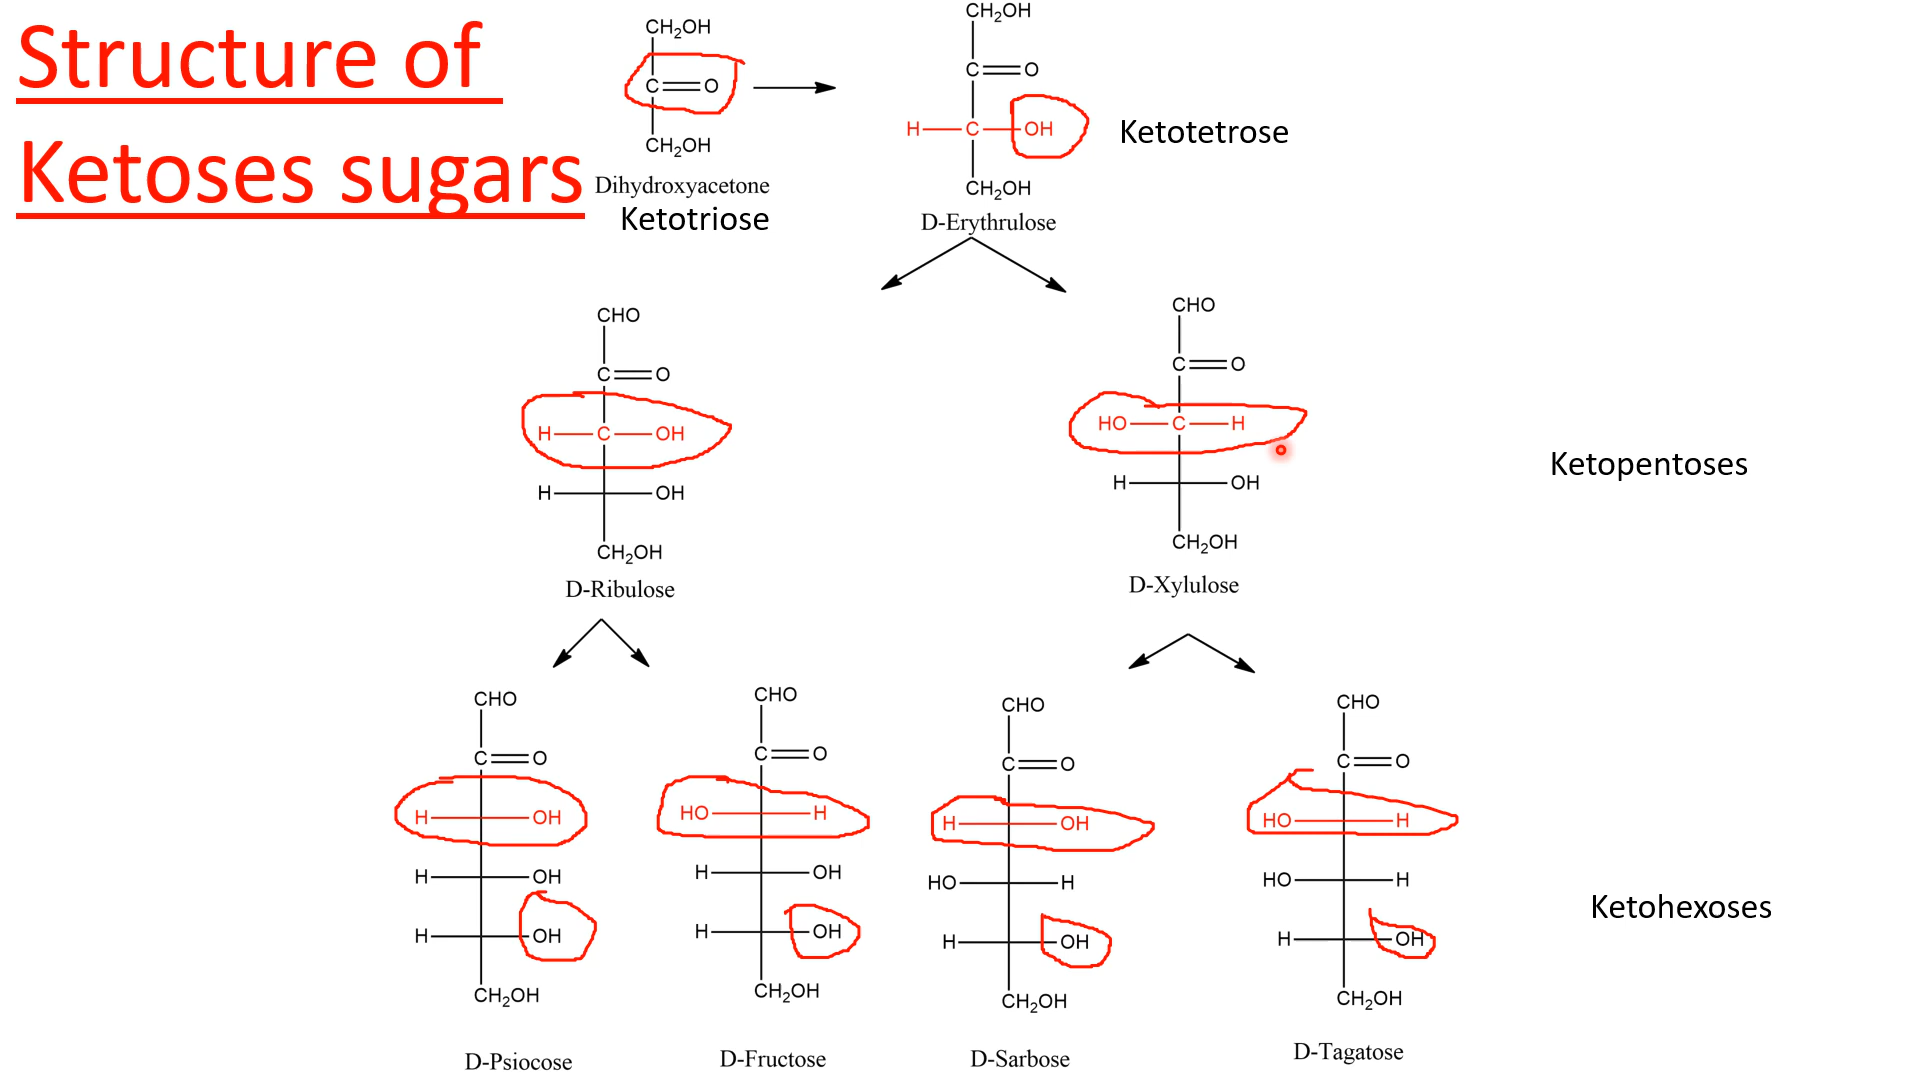 Structure of
Ketoses sugars
CH₂OH
C=O
CH₂OH
Dihydroxyacetone
Ketotriose
CH₂OH
C=O
H C OH
CH₂OH
D-Erythrulose
Ketotetrose
CHO
C=O
H C OH
H OH
CH₂OH
D-Ribulose
CHO
C=O
HO C H
H OH
CH₂OH
D-Xylulose
Ketopentoses
CHO
C=O
H OH
H OH
H OH
CH₂OH
D-Psiocose
CHO
C=O
HO H
H OH
H OH
CH₂OH
D-Fructose
CHO
C=O
H OH
HO H
H OH
CH₂OH
D-Sarbose
CHO
C=O
HO H
HO H
H OH
CH₂OH
D-Tagatose
Ketohexoses